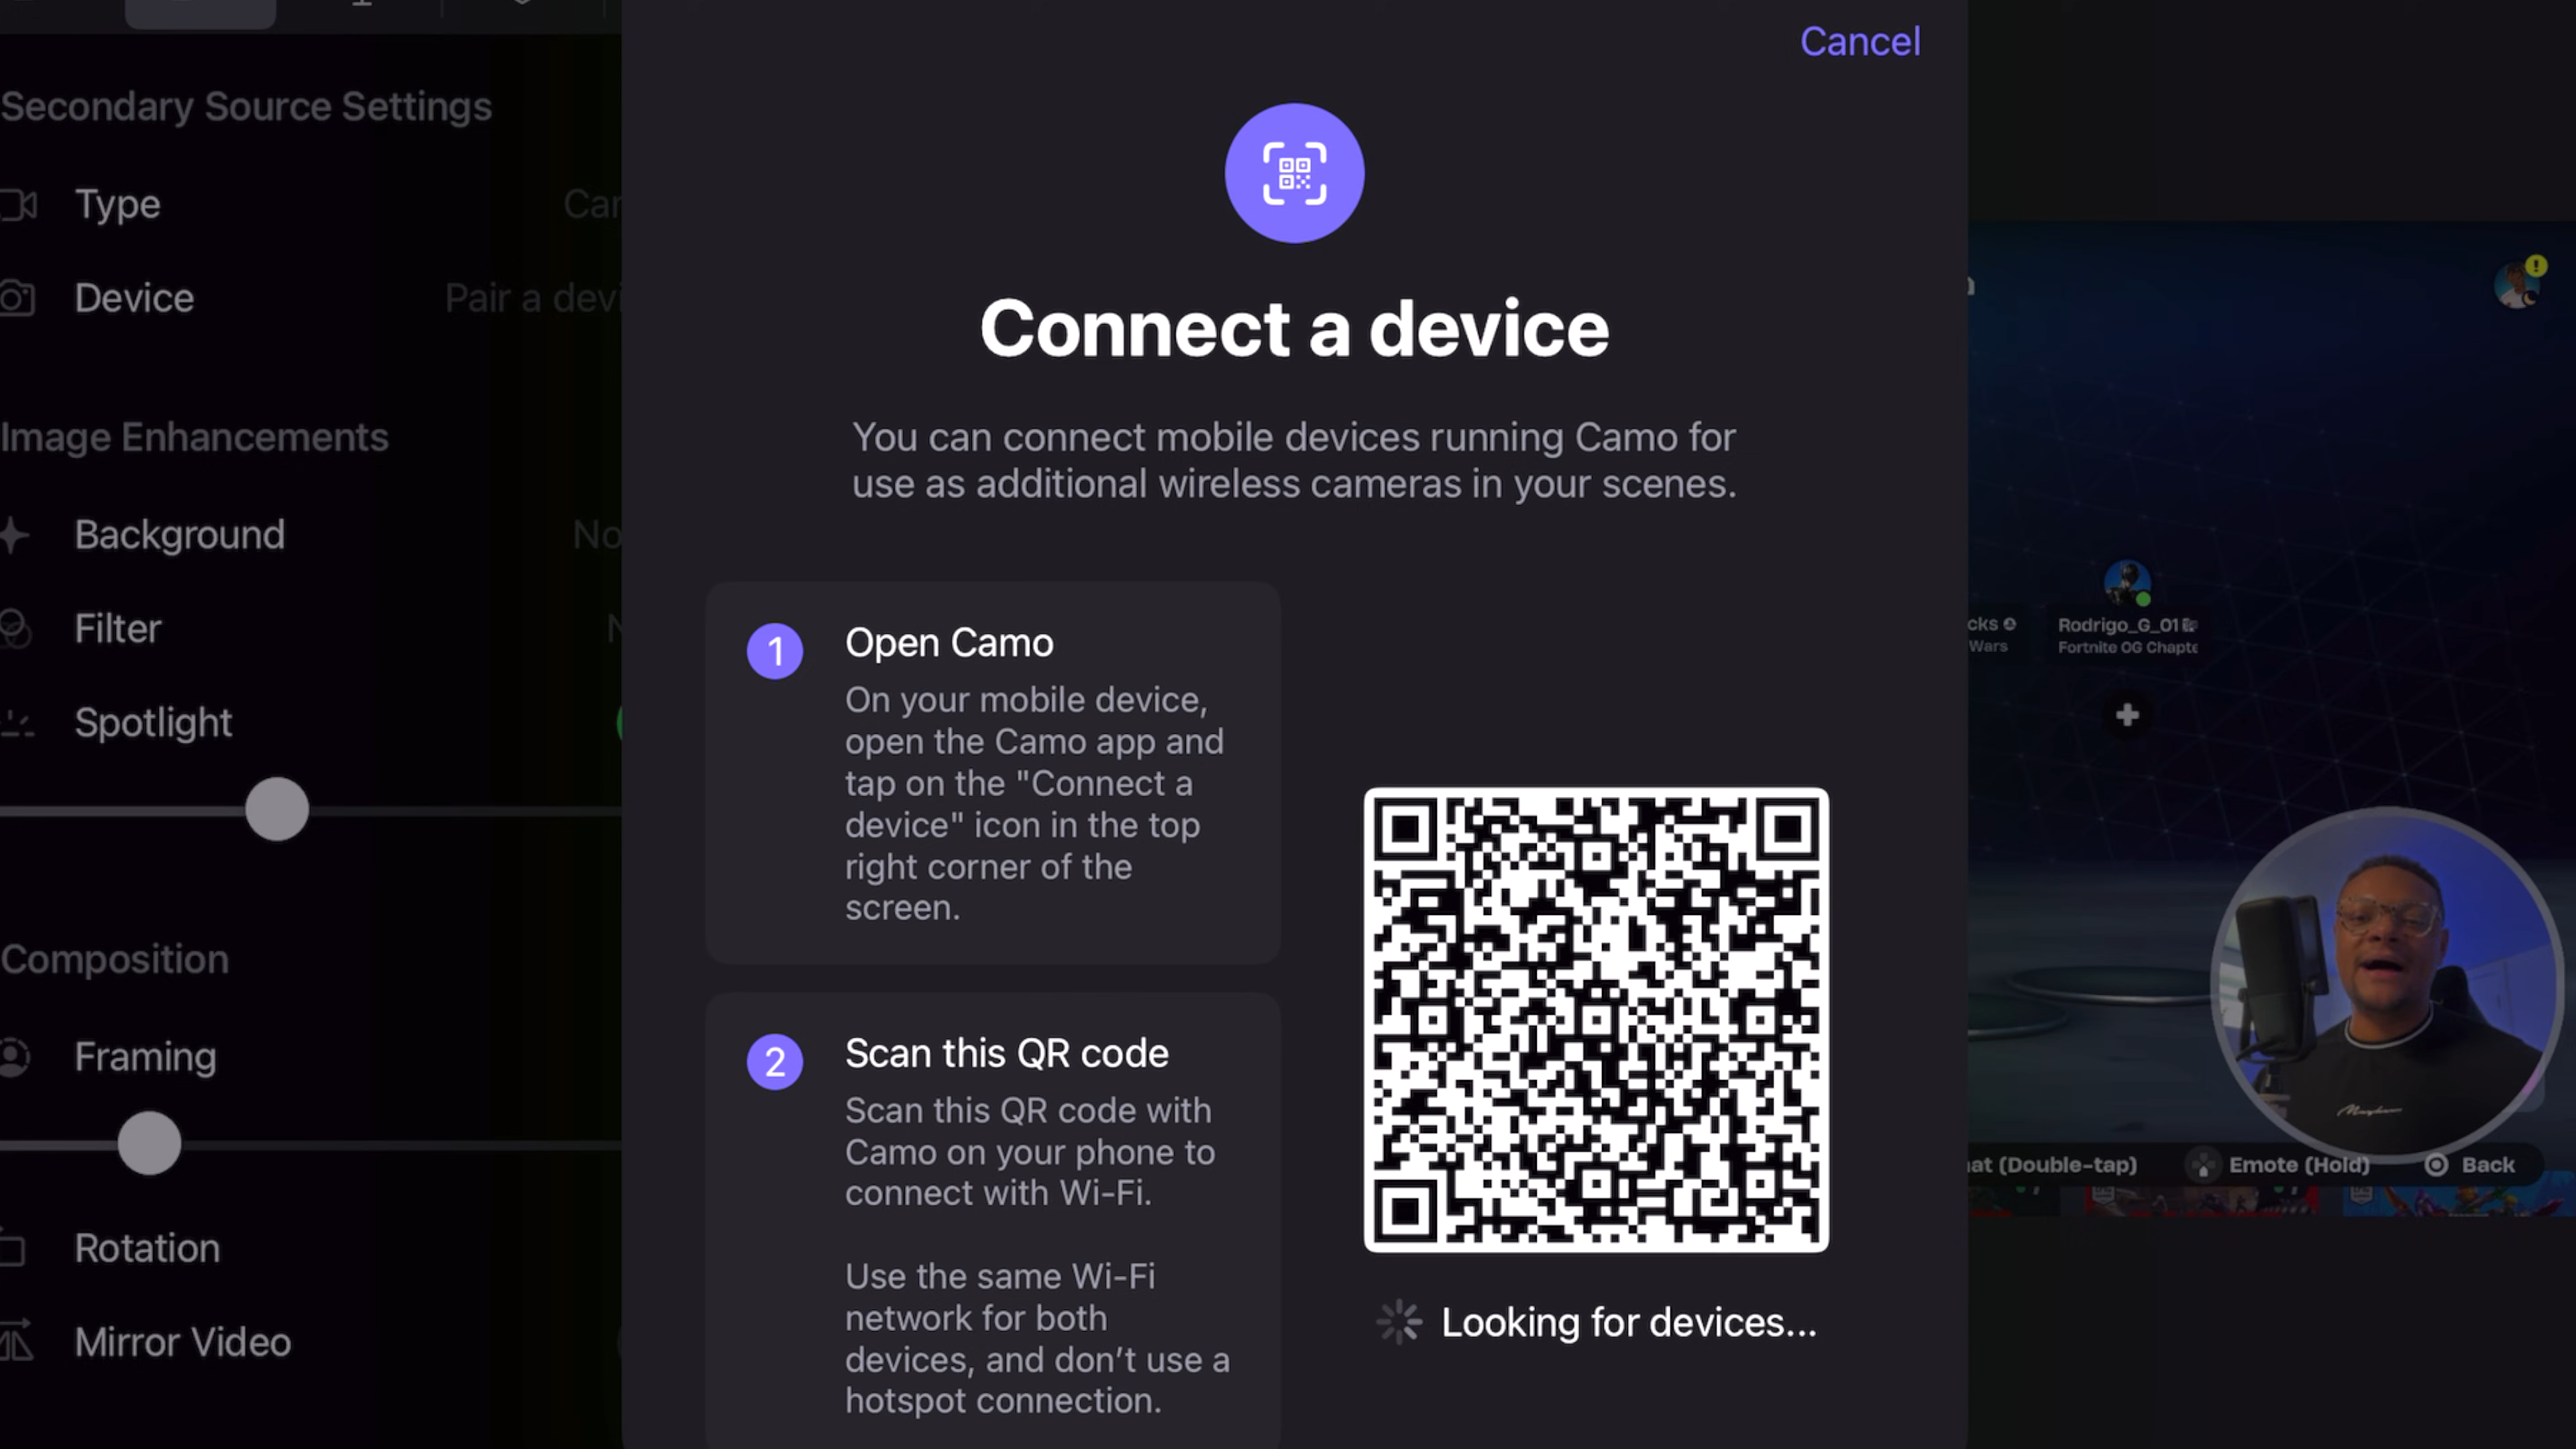 Secondary Source Settings
Type
Device
Pair a devi
Image Enhancements
Background
Filter
Spotlight
Composition
Framing
Rotation
Mirror Video
Cancel
Connect a device
You can connect mobile devices running Camo for
use as additional wireless cameras in your scenes.
1
Open Camo
On your mobile device,
open the Camo app and
tap on the "Connect a
device" icon in the top
right corner of the
screen.
2
Scan this QR code
Scan this QR code with
Camo on your phone to
connect with Wi-Fi.
Use the same Wi-Fi
network for both
devices, and don’t use a
hotspot connection.
Looking for devices...
cks
Wars
Rodrigo_G_01
Fortnite OG Chapte
at (Double-tap)
Emote (Hold)
Back